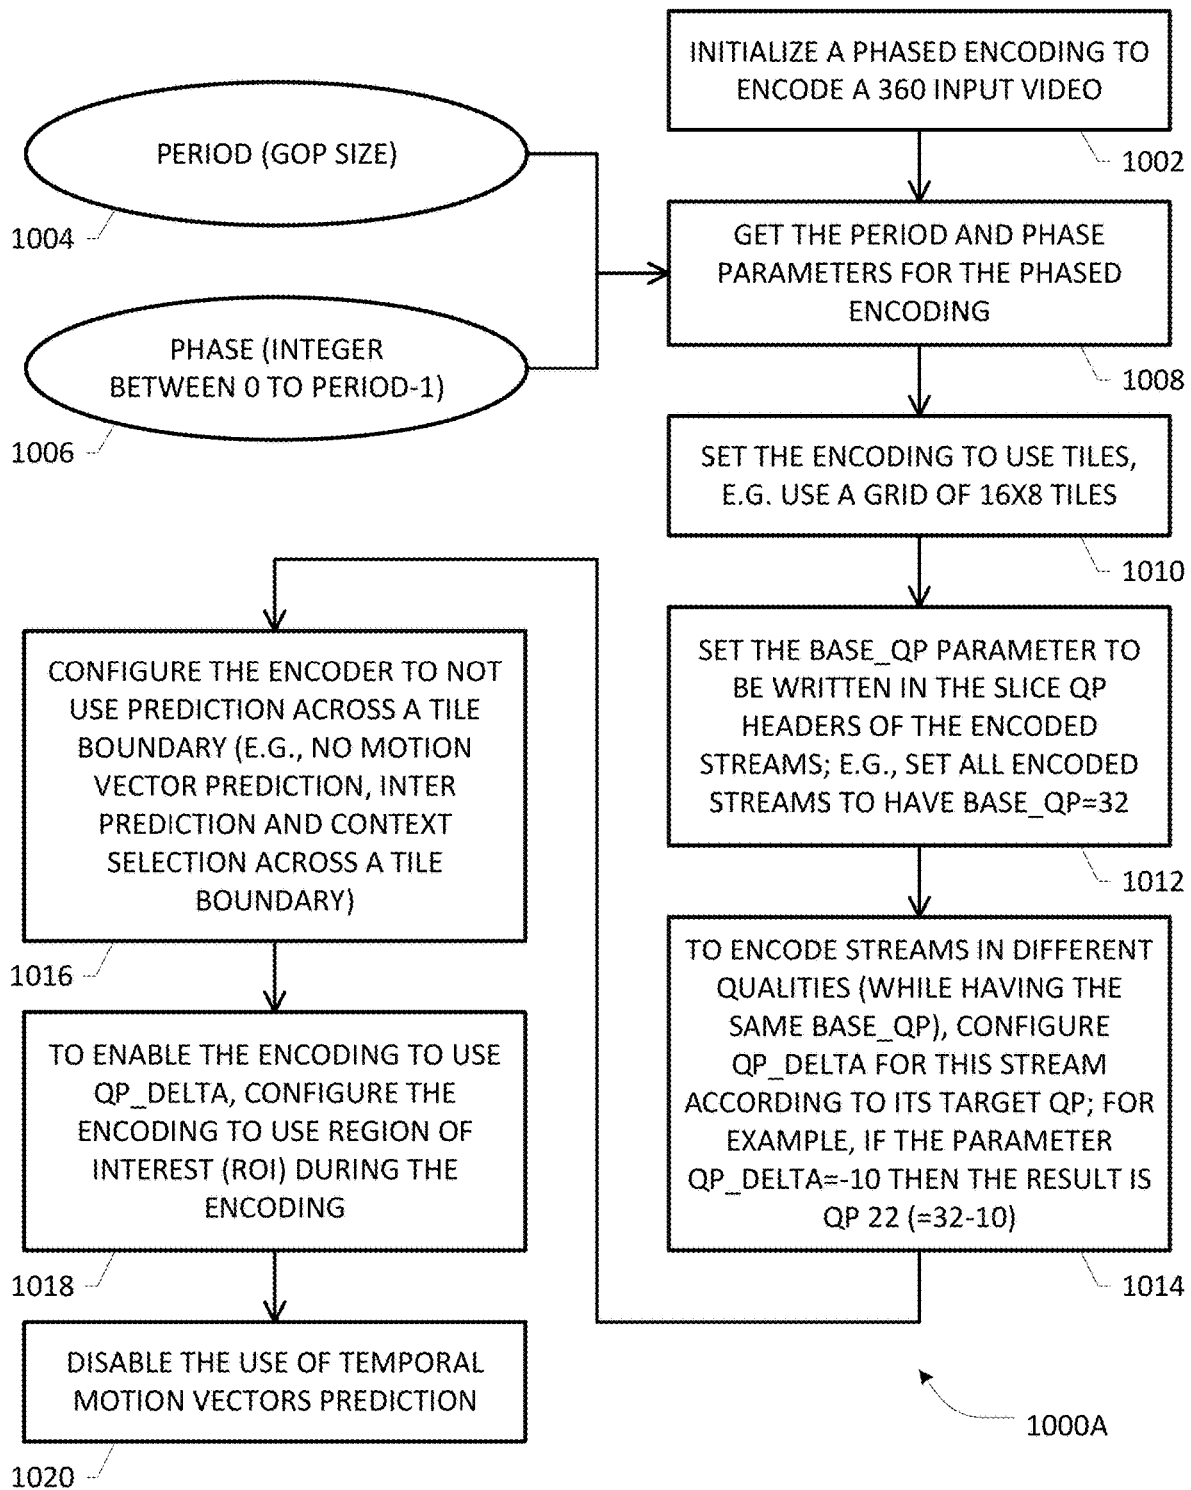 INITIALIZE A PHASED ENCODING TO
ENCODE A 360 INPUT VIDEO
1002
PERIOD (GOP SIZE)
1004
PHASE (INTEGER
BETWEEN 0 TO PERIOD-1)
1006
GET THE PERIOD AND PHASE
PARAMETERS FOR THE PHASED
ENCODING
1008
SET THE ENCODING TO USE TILES,
E.G. USE A GRID OF 16X8 TILES
1010
SET THE BASE_QP PARAMETER TO
BE WRITTEN IN THE SLICE QP
HEADERS OF THE ENCODED
STREAMS; E.G., SET ALL ENCODED
STREAMS TO HAVE BASE_QP=32
1012
TO ENCODE STREAMS IN DIFFERENT
QUALITIES (WHILE HAVING THE
SAME BASE_QP), CONFIGURE
QP_DELTA FOR THIS STREAM
ACCORDING TO ITS TARGET QP; FOR
EXAMPLE, IF THE PARAMETER
QP_DELTA=-10 THEN THE RESULT IS
QP 22 (=32-10)
1014
CONFIGURE THE ENCODER TO NOT
USE PREDICTION ACROSS A TILE
BOUNDARY (E.G., NO MOTION
VECTOR PREDICTION, INTER
PREDICTION AND CONTEXT
SELECTION ACROSS A TILE
BOUNDARY)
1016
TO ENABLE THE ENCODING TO USE
QP_DELTA, CONFIGURE THE
ENCODING TO USE REGION OF
INTEREST (ROI) DURING THE
ENCODING
1018
DISABLE THE USE OF TEMPORAL
MOTION VECTORS PREDICTION
1020
1000A